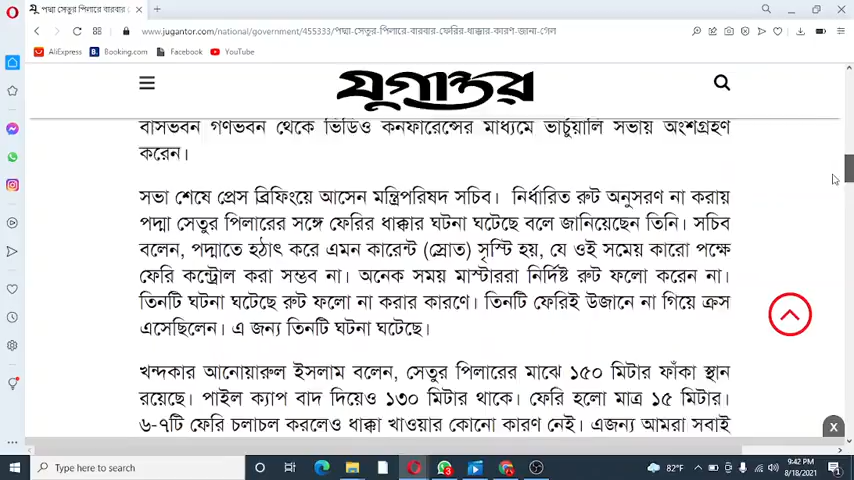 পদ্মা সেতুর পিলারে বারবার ফে
www.jugantor.com/national/government/455333/পদ্মা-সেতুর-পিলারে-বারবার-ফেরির-ধাক্কার-কারণ-জানা-গেল
AliExpress B. Booking.com Facebook YouTube
যুগান্তর
বাসভবন গণভবন থেকে ভিডিও কনফারেন্সের মাধ্যমে ভার্চুয়ালি সভায় অংশগ্রহণ
করেন।
সভা শেষে প্রেস ব্রিফিংয়ে আসেন মন্ত্রিপরিষদ সচিব। নির্ধারিত রুট অনুসরণ না করায়
পদ্মা সেতুর পিলারের সঙ্গে ফেরির ধাক্কার ঘটনা ঘটেছে বলে জানিয়েছেন তিনি। সচিব
বলেন, পদ্মাতে হঠাৎ করে এমন কারেন্ট (স্রোত) সৃস্টি হয়, যে ওই সময়ে কারো পক্ষে
ফেরি কন্ট্রোল করা সম্ভব না। অনেক সময় মাস্টাররা নির্দিষ্ট রুট ফলো করেন না।
তিনটি ঘটনা ঘটেছে রুট ফলো না করার কারণে। তিনটি ফেরিই উজানে না গিয়ে ক্রস
এসেছিলেন। এ জন্য তিনটি ঘটনা ঘটেছে।
খন্দকার আনোয়ারুল ইসলাম বলেন, সেতুর পিলারের মাঝে ১৫০ মিটার ফাঁকা স্থান
রয়েছে। পাইল ক্যাপ বাদ দিয়েও ১৩০ মিটার থাকে। ফেরি হলো মাত্র ১৫ মিটার।
৬-৭টি ফেরি চলাচল করলেও ধাক্কা খাওয়ার কোনো কারণ নেই। এজন্য আমরা সবাই
X
Type here to search
3
82°F
9:42 PM
8/18/2021
1